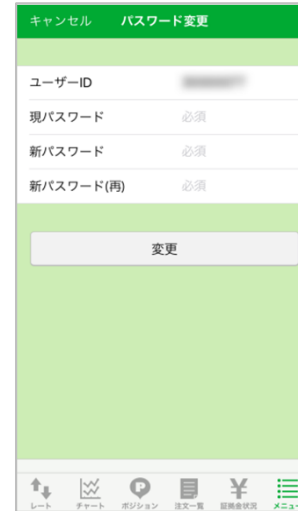 キャンセル パスワード変更
ユーザーID
現パスワード 必須
新パスワード 必須
新パスワード(再) 必須
変更
レート チャート ポジション 注文一覧 証拠金状況 メニュー